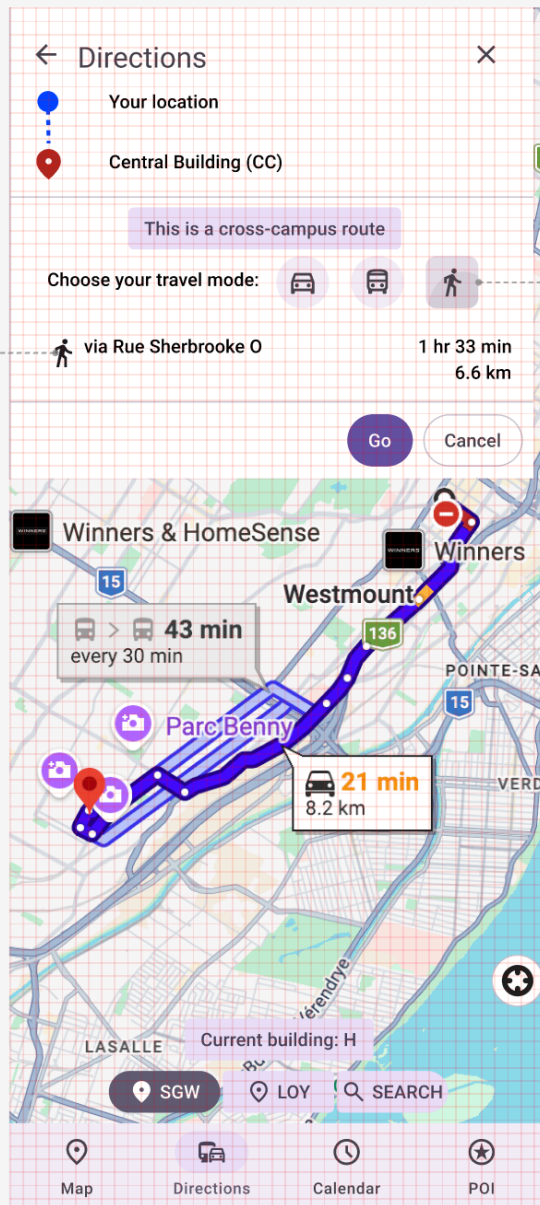 Directions
Your location
Central Building (CC)
This is a cross-campus route
Choose your travel mode:
via Rue Sherbrooke O
1 hr 33 min
6.6 km
Go
Cancel
WINNERS
Winners & HomeSense
WINNERS
Winners
15
Westmount
136
43 min
every 30 min
POINTE-SA
15
Parc Benny
21 min
8.2 km
VERD
Vérendrye
LASALLE
Current building: H
SGW
LOY
SEARCH
Map
Directions
Calendar
POI